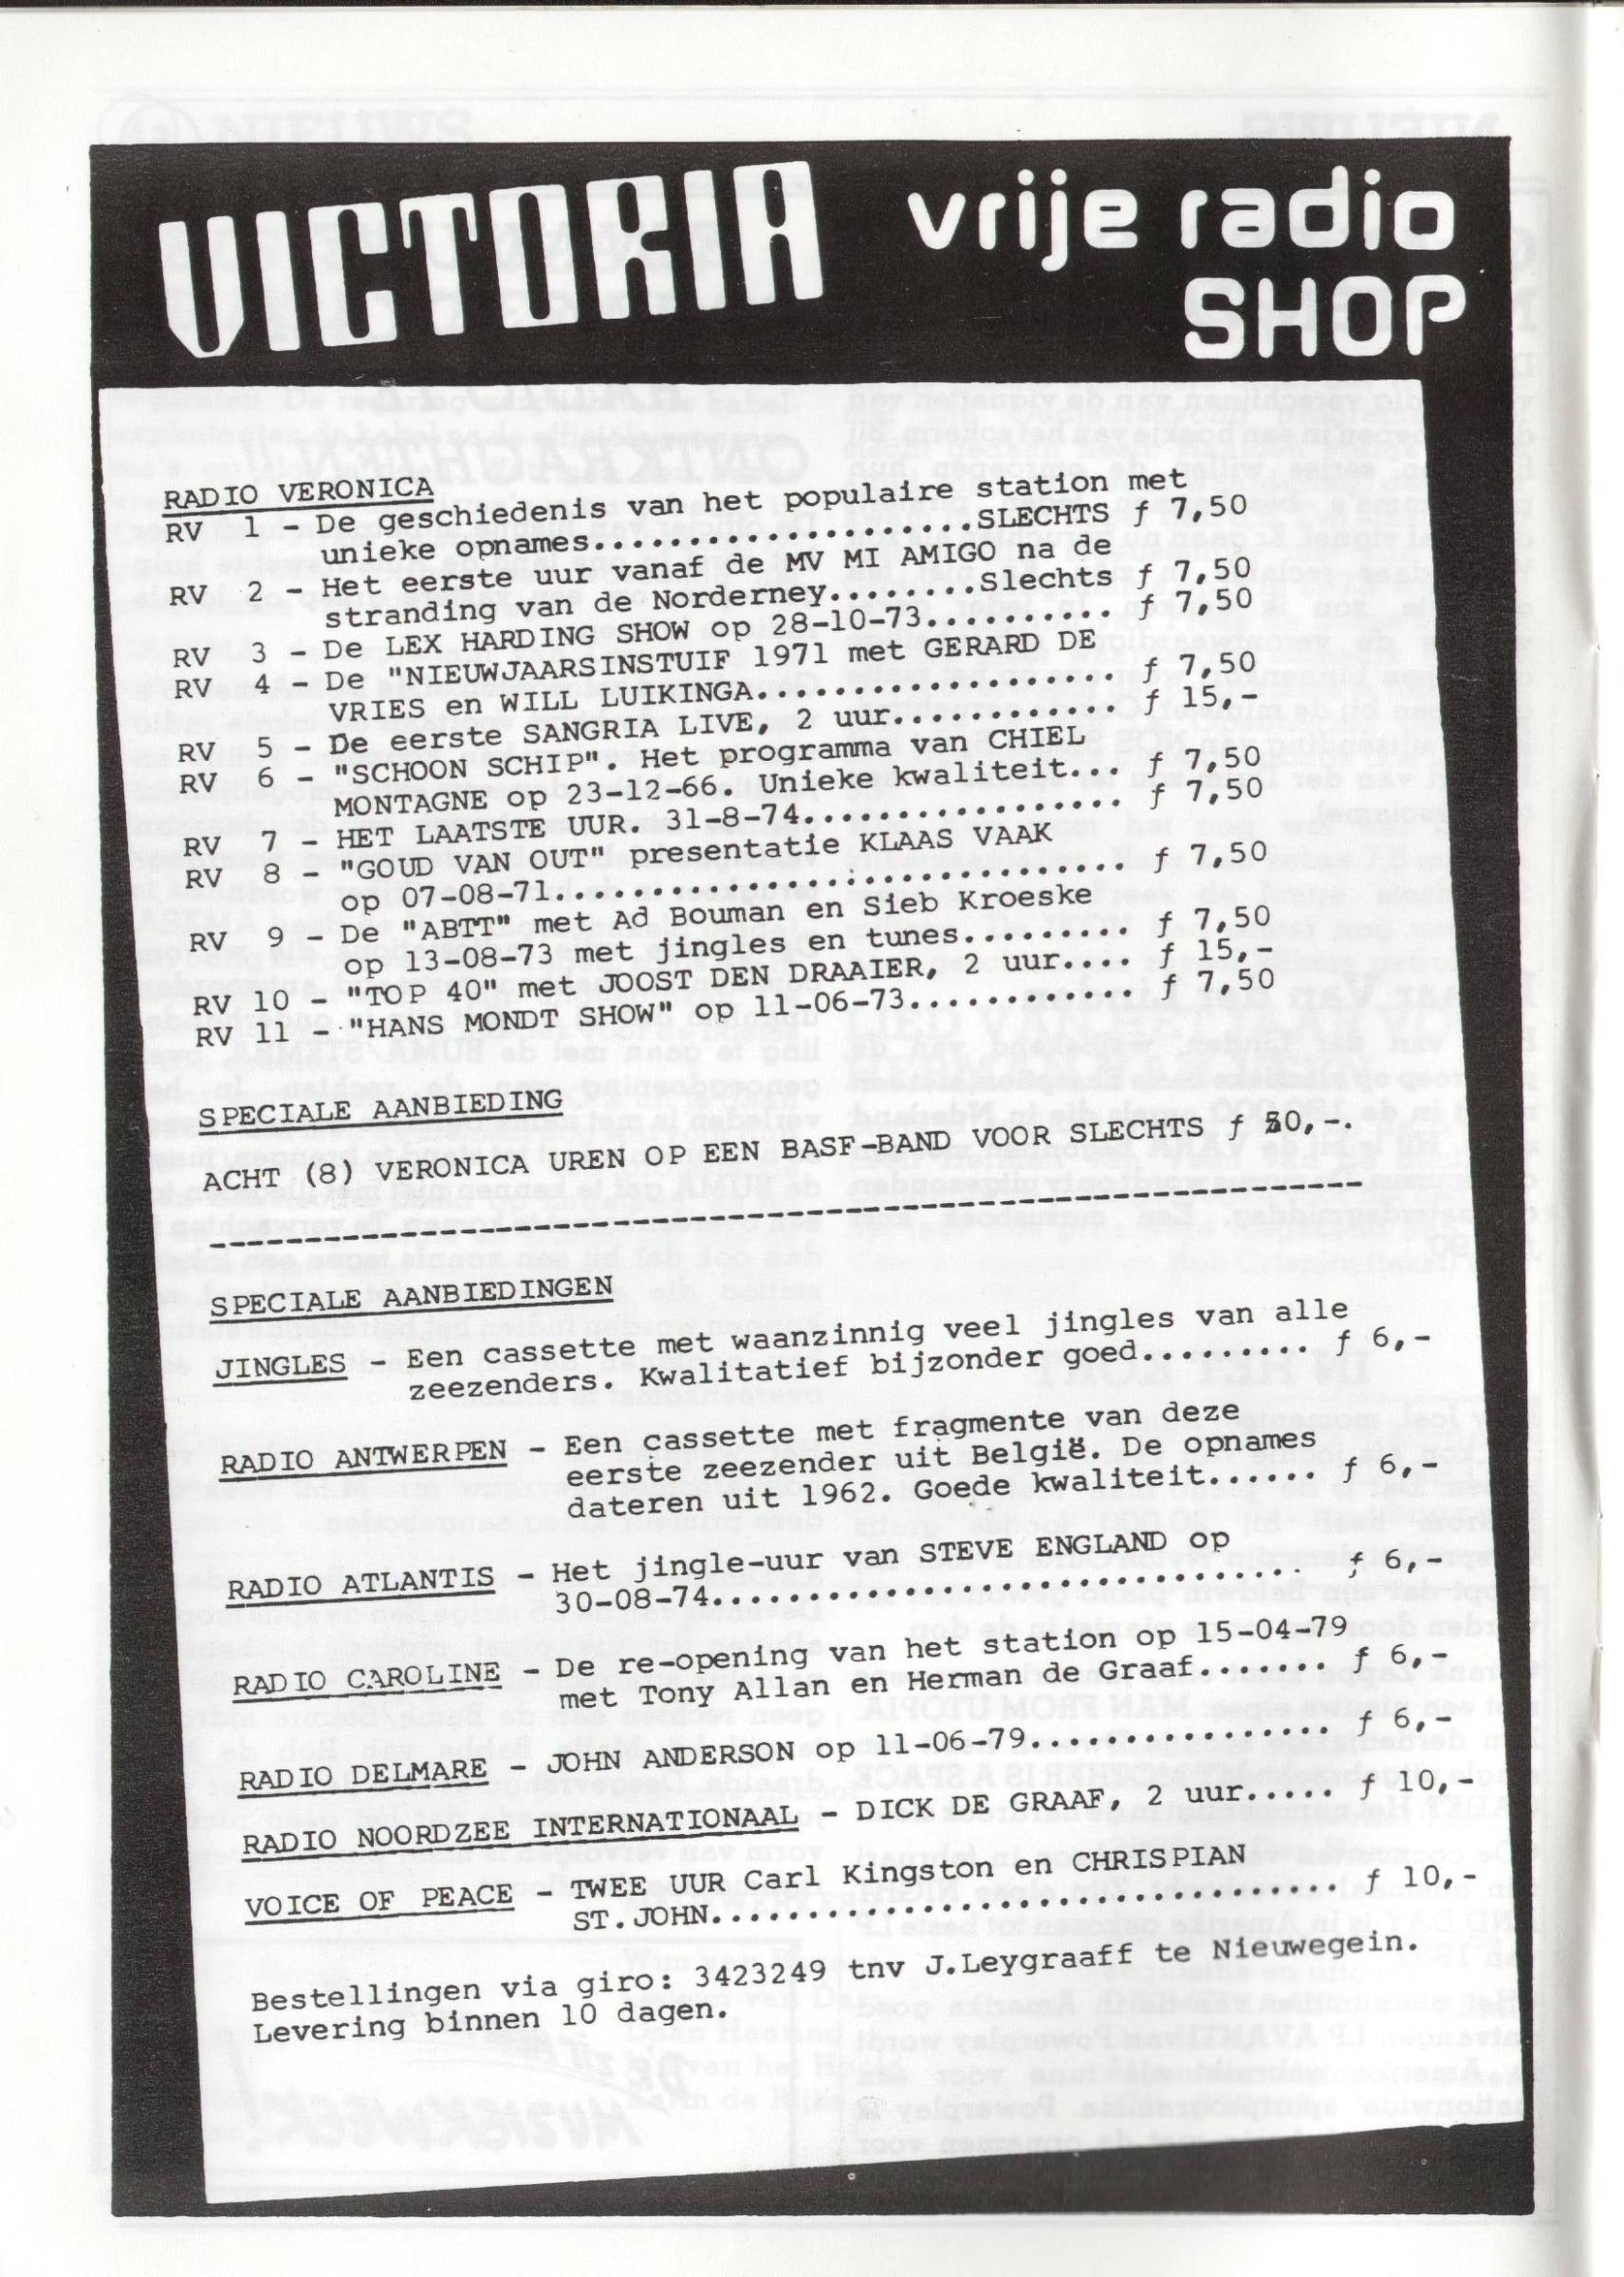 VICTORIA vrije radio
SHOP
RADIO VERONICA
RV 1 - De geschiedenis van het populaire station met
unieke opnames....................SLECHTS ƒ 7,50
RV 2 - Het eerste uur vanaf de MV MI AMIGO na de
stranding van de Norderney........Slechts ƒ 7,50
RV 3 - De LEX HARDING SHOW op 28-10-73.......... ƒ 7,50
RV 4 - De "NIEUWJAARSINSTUIF 1971 met GERARD DE
VRIES en WILL LUIKINGA................... ƒ 7,50
RV 5 - De eerste SANGRIA LIVE, 2 uur............ ƒ 15,-
RV 6 - "SCHOON SCHIP". Het programma van CHIEL
MONTAGNE op 23-12-66. Unieke kwaliteit... ƒ 7,50
RV 7 - HET LAATSTE UUR. 31-8-74................. ƒ 7,50
RV 8 - "GOUD VAN OUT" presentatie KLAAS VAAK
op 07-08-71.............................. ƒ 7,50
RV 9 - De "ABTT" met Ad Bouman en Sieb Kroeske
op 13-08-73 met jingles en tunes......... ƒ 7,50
RV 10 - "TOP 40" met JOOST DEN DRAAIER, 2 uur.... ƒ 15,-
RV 11 - "HANS MONDT SHOW" op 11-06-73............ ƒ 7,50
SPECIALE AANBIEDING
ACHT (8) VERONICA UREN OP EEN BASF-BAND VOOR SLECHTS ƒ 50,-.
SPECIALE AANBIEDINGEN
JINGLES - Een cassette met waanzinnig veel jingles van alle
zeezenders. Kwalitatief bijzonder goed......... ƒ 6,-
RADIO ANTWERPEN - Een cassette met fragmente van deze
eerste zeezender uit België. De opnames
dateren uit 1962. Goede kwaliteit...... ƒ 6,-
RADIO ATLANTIS - Het jingle-uur van STEVE ENGLAND op
30-08-74............................... ƒ 6,-
RADIO CAROLINE - De re-opening van het station op 15-04-79
met Tony Allan en Herman de Graaf....... ƒ 6,-
RADIO DELMARE - JOHN ANDERSON op 11-06-79................ ƒ 6,-
RADIO NOORDZEE INTERNATIONAAL - DICK DE GRAAF, 2 uur..... ƒ 10,-
VOICE OF PEACE - TWEE UUR Carl Kingston en CHRISPIAN
ST.JOHN................................. ƒ 10,-
Bestellingen via giro: 3423249 tnv J.Leygraaff te Nieuwegein.
Levering binnen 10 dagen.